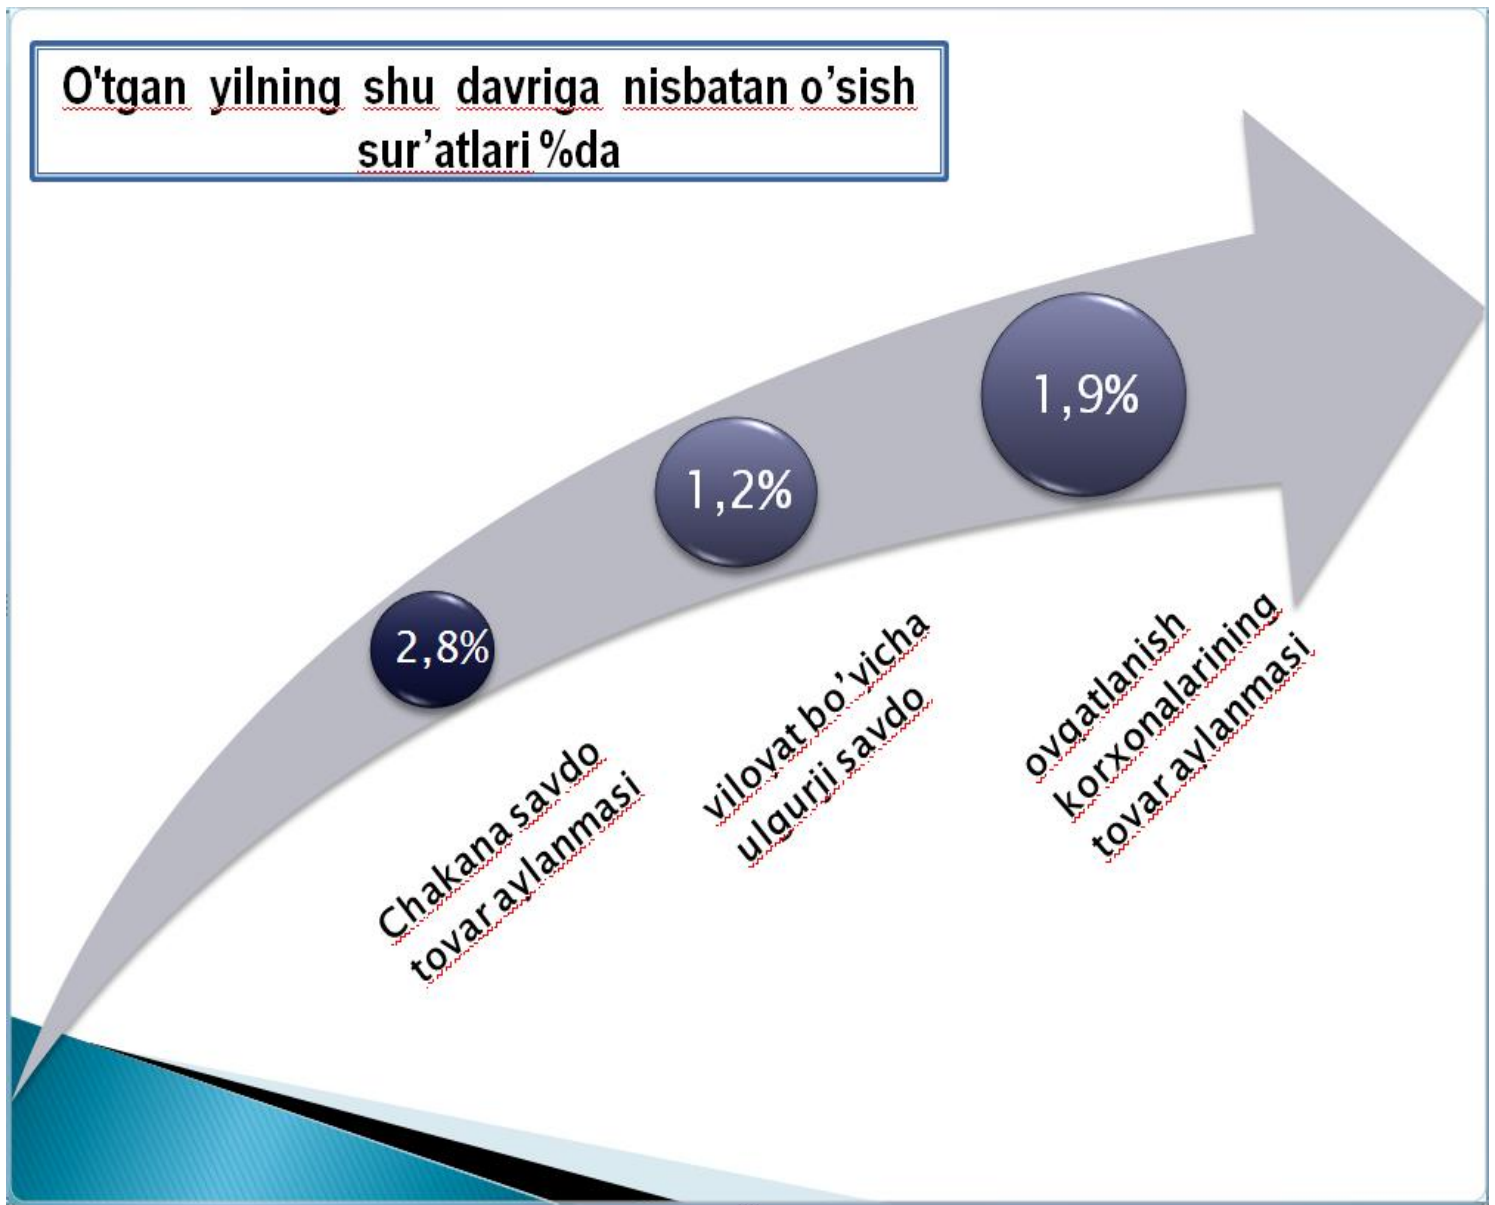 O'tgan yilning shu davriga nisbatan o’sish
sur’atlari %da
2,8%
1,2%
1,9%
Chakana savdo
tovar aylanmasi
viloyat bo’yicha
ulgurji savdo
ovqatlanish
korxonalarining
tovar aylanmasi